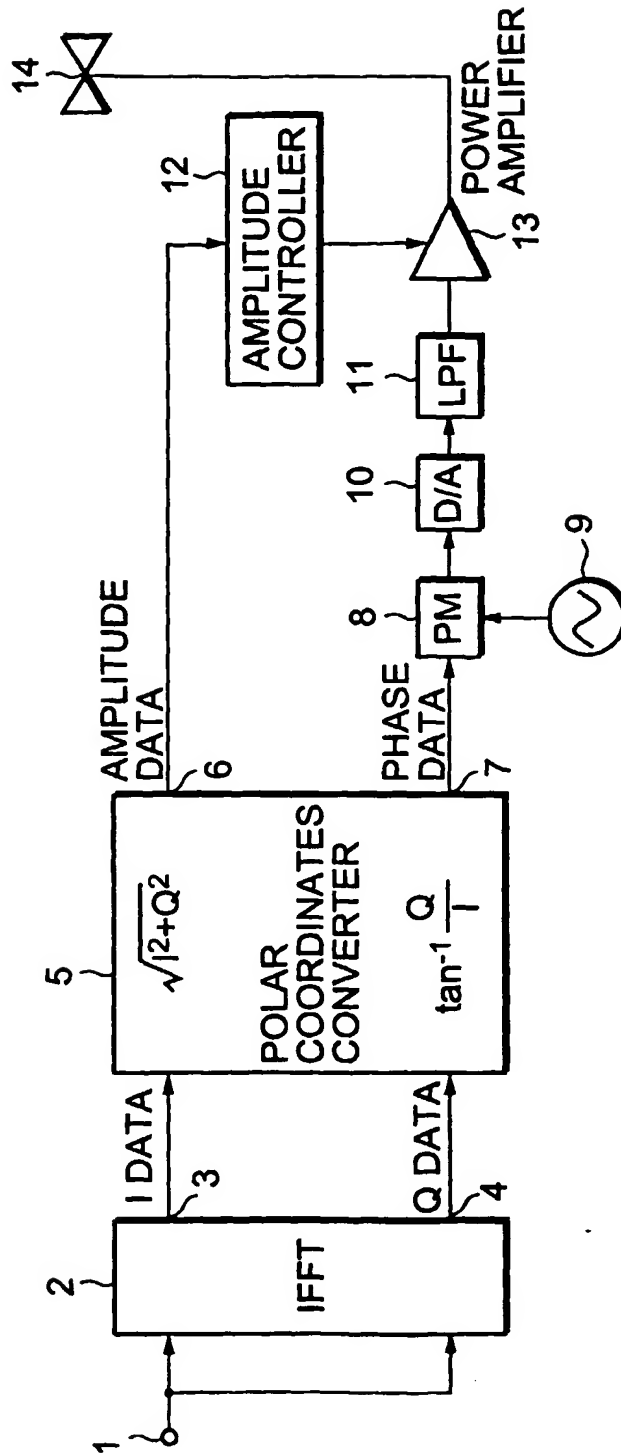 1
2
IFFT
I DATA
3
Q DATA
4
5
√I²+Q²
POLAR
COORDINATES
CONVERTER
tan⁻¹ Q/I
AMPLITUDE
DATA
6
PHASE
DATA
7
8
PM
9
10
D/A
11
LPF
12
AMPLITUDE
CONTROLLER
13
POWER
AMPLIFIER
14